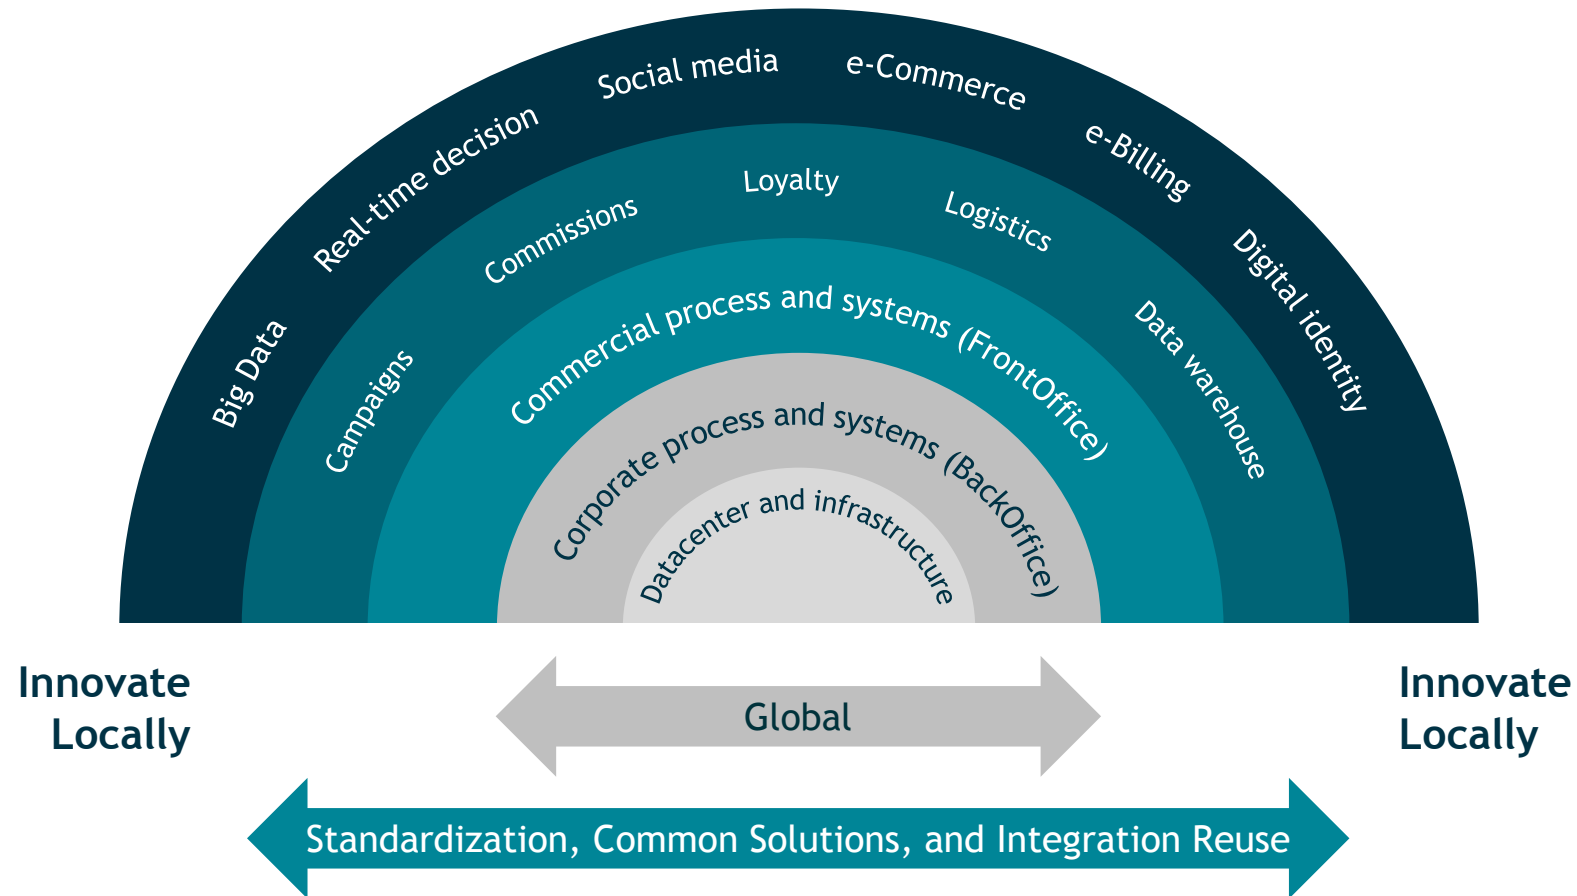 Social media
e-Commerce
Real-time decision
e-Billing
Big Data
Digital identity
Loyalty
Commissions
Logistics
Campaigns
Data warehouse
Commercial process and systems (FrontOffice)
Corporate process and systems (BackOffice)
Datacenter and infrastructure
Innovate
Locally
Global
Innovate
Locally
Standardization, Common Solutions, and Integration Reuse